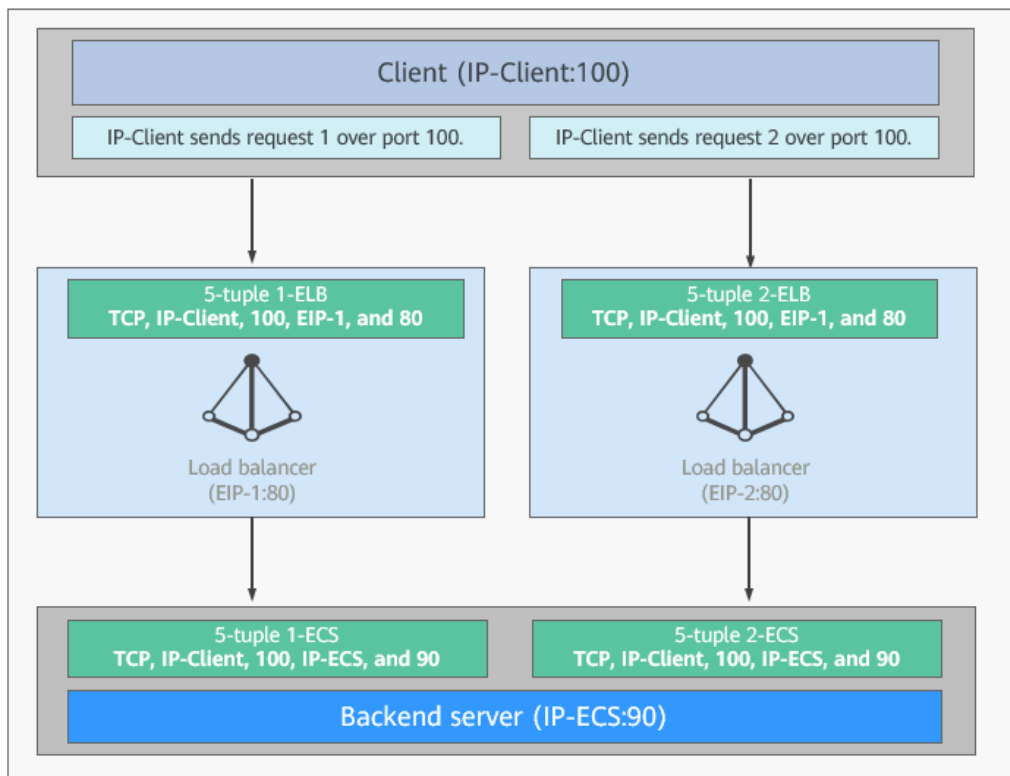 Client (IP-Client:100)
IP-Client sends request 1 over port 100.
IP-Client sends request 2 over port 100.
5-tuple 1-ELB
TCP, IP-Client, 100, EIP-1, and 80
Load balancer
(EIP-1:80)
5-tuple 2-ELB
TCP, IP-Client, 100, EIP-1, and 80
Load balancer
(EIP-2:80)
5-tuple 1-ECS
TCP, IP-Client, 100, IP-ECS, and 90
5-tuple 2-ECS
TCP, IP-Client, 100, IP-ECS, and 90
Backend server (IP-ECS:90)